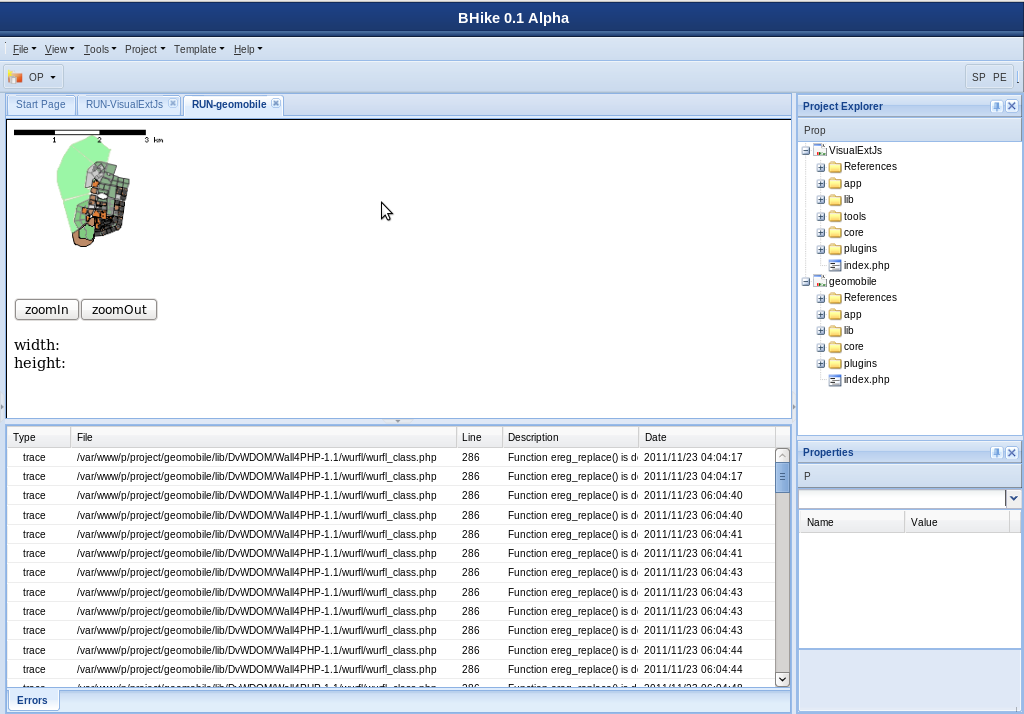 BHike 0.1 Alpha
File View Tools Project Template Help
OP SP PE
Start Page RUN-VisualExtJs RUN-geomobile
1 2 3 km
zoomIn zoomOut
width:
height:
Type File Line Description Date
trace /var/www/p/project/geomobile/lib/DvWDOM/Wall4PHP-1.1/wurfl/wurfl_class.php 286 Function ereg_replace() is d 2011/11/23 04:04:17
trace /var/www/p/project/geomobile/lib/DvWDOM/Wall4PHP-1.1/wurfl/wurfl_class.php 286 Function ereg_replace() is d 2011/11/23 04:04:17
trace /var/www/p/project/geomobile/lib/DvWDOM/Wall4PHP-1.1/wurfl/wurfl_class.php 286 Function ereg_replace() is d 2011/11/23 06:04:40
trace /var/www/p/project/geomobile/lib/DvWDOM/Wall4PHP-1.1/wurfl/wurfl_class.php 286 Function ereg_replace() is d 2011/11/23 06:04:40
trace /var/www/p/project/geomobile/lib/DvWDOM/Wall4PHP-1.1/wurfl/wurfl_class.php 286 Function ereg_replace() is d 2011/11/23 06:04:41
trace /var/www/p/project/geomobile/lib/DvWDOM/Wall4PHP-1.1/wurfl/wurfl_class.php 286 Function ereg_replace() is d 2011/11/23 06:04:41
trace /var/www/p/project/geomobile/lib/DvWDOM/Wall4PHP-1.1/wurfl/wurfl_class.php 286 Function ereg_replace() is d 2011/11/23 06:04:43
trace /var/www/p/project/geomobile/lib/DvWDOM/Wall4PHP-1.1/wurfl/wurfl_class.php 286 Function ereg_replace() is d 2011/11/23 06:04:43
trace /var/www/p/project/geomobile/lib/DvWDOM/Wall4PHP-1.1/wurfl/wurfl_class.php 286 Function ereg_replace() is d 2011/11/23 06:04:43
trace /var/www/p/project/geomobile/lib/DvWDOM/Wall4PHP-1.1/wurfl/wurfl_class.php 286 Function ereg_replace() is d 2011/11/23 06:04:43
trace /var/www/p/project/geomobile/lib/DvWDOM/Wall4PHP-1.1/wurfl/wurfl_class.php 286 Function ereg_replace() is d 2011/11/23 06:04:44
trace /var/www/p/project/geomobile/lib/DvWDOM/Wall4PHP-1.1/wurfl/wurfl_class.php 286 Function ereg_replace() is d 2011/11/23 06:04:44
Errors
Project Explorer
Prop
VisualExtJs
References
app
lib
tools
core
plugins
index.php
geomobile
References
app
lib
core
plugins
index.php
Properties
P
Name Value